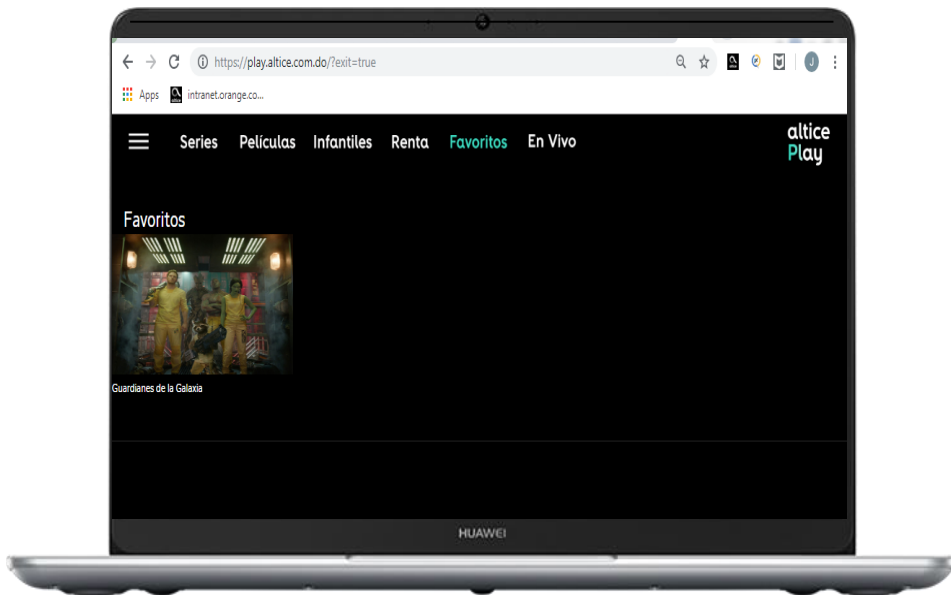 https://play.altice.com.do/?exit=true
J
Apps
altice
intranet.orange.co...
Series Películas Infantiles Renta Favoritos En Vivo
altice
Play
Favoritos
Guardianes de la Galaxia
HUAWEI